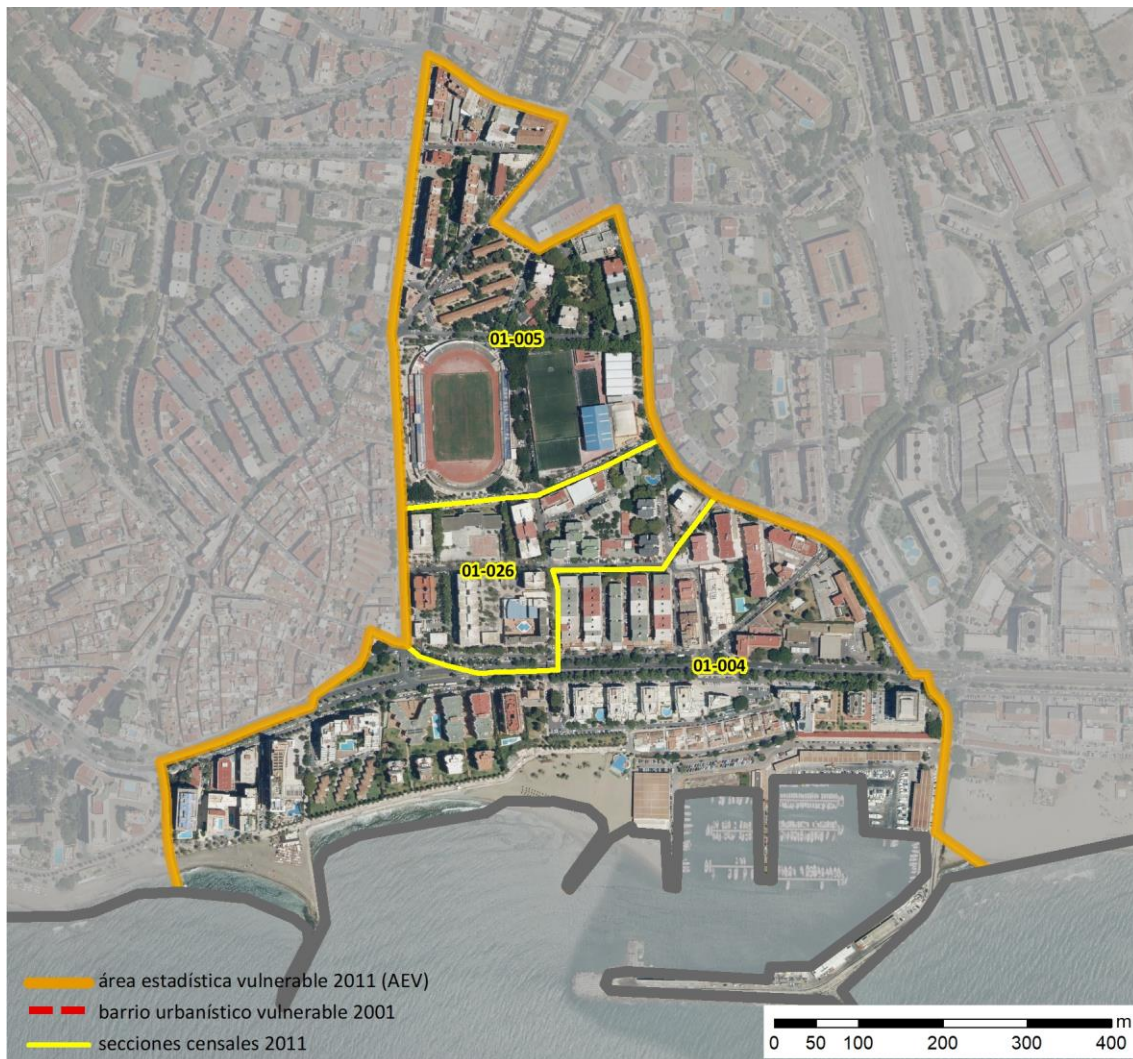 01-005
01-026
01-004
área estadística vulnerable 2011 (AEV)
barrio urbanístico vulnerable 2001
secciones censales 2011
m
0 50 100 200 300 400